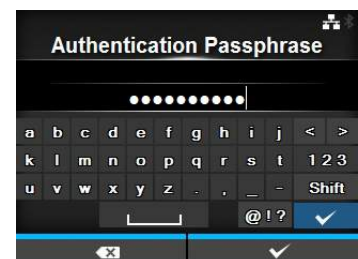 Authentication Passphrase
●●●●●●●●●●
a b c d e f g h i j < >
k l m n o p q r s t 123
u v w x y z . , _ - Shift
@!?